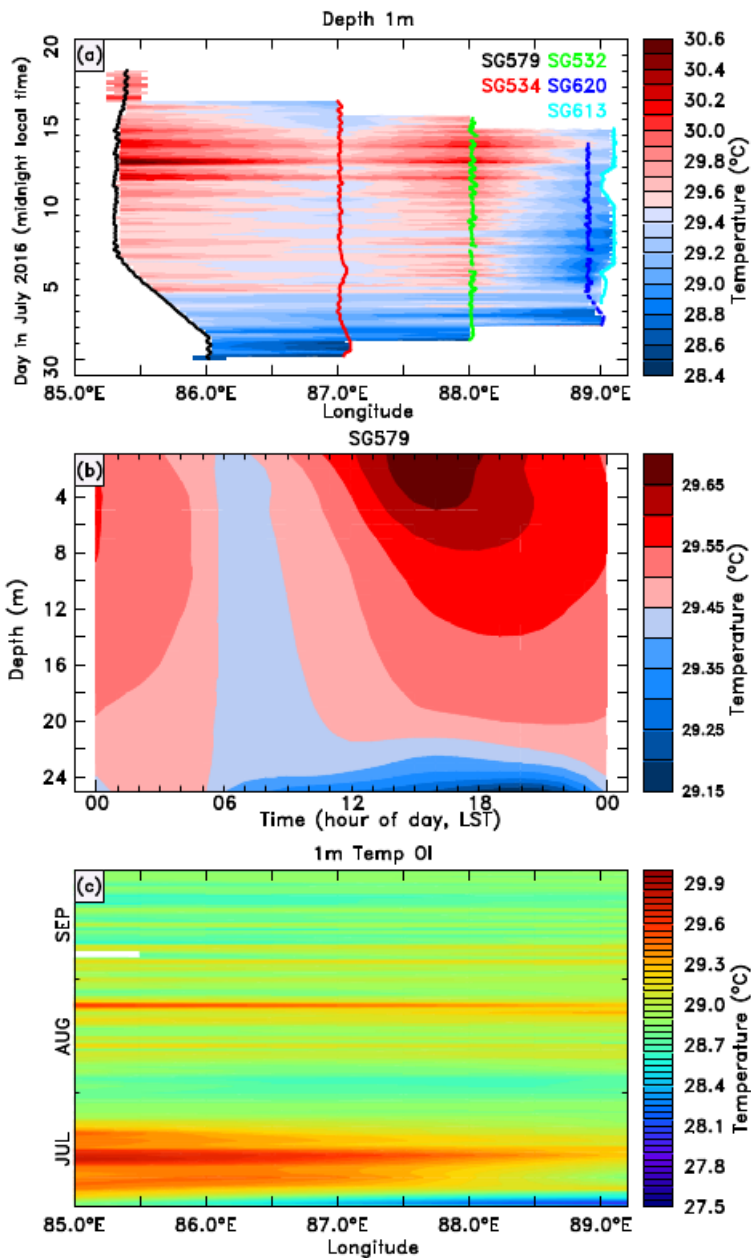 Depth 1m
(a)
SG579 SG532
SG534 SG620
SG613
20
15
10
5
30
Day in July 2016 (midnight local time)
85.0°E 86.0°E 87.0°E 88.0°E 89.0°E
Longitude
30.6
30.4
30.2
30.0
29.8
29.6
29.4
29.2
29.0
28.8
28.6
28.4
Temperature (°C)
SG579
(b)
4
8
12
16
20
24
Depth (m)
00 06 12 18 00
Time (hour of day, LST)
29.65
29.55
29.45
29.35
29.25
29.15
Temperature (°C)
1m Temp OI
(c)
SEP
AUG
JUL
85.0°E 86.0°E 87.0°E 88.0°E 89.0°E
Longitude
29.9
29.6
29.3
29.0
28.7
28.4
28.1
27.8
27.5
Temperature (°C)